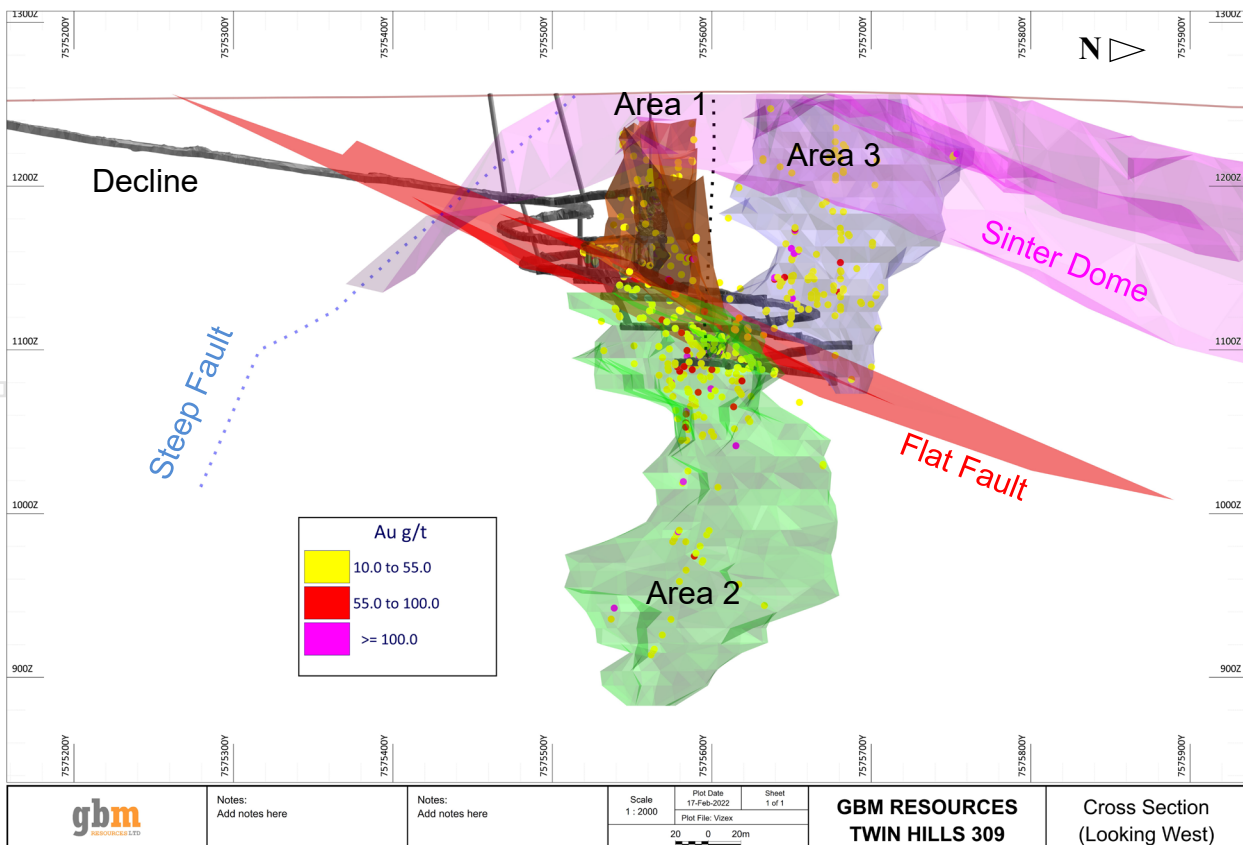 1300Z
7575200Y
7575300Y
7575400Y
7575500Y
7575600Y
7575700Y
7575800Y
7575900Y
1300Z
N
Area 1
Area 3
Decline
1200Z
1200Z
Sinter Dome
Steep Fault
1100Z
1100Z
Flat Fault
1000Z
1000Z
Au g/t
10.0 to 55.0
55.0 to 100.0
>= 100.0
Area 2
900Z
900Z
7575200Y
7575300Y
7575400Y
7575500Y
7575600Y
7575700Y
7575800Y
7575900Y
gbm
RESOURCES LTD
Notes:
Add notes here
Notes:
Add notes here
Scale
1 : 2000
Plot Date
17-Feb-2022
Sheet
1 of 1
Plot File: Vizex
20 0 20m
GBM RESOURCES
TWIN HILLS 309
Cross Section
(Looking West)